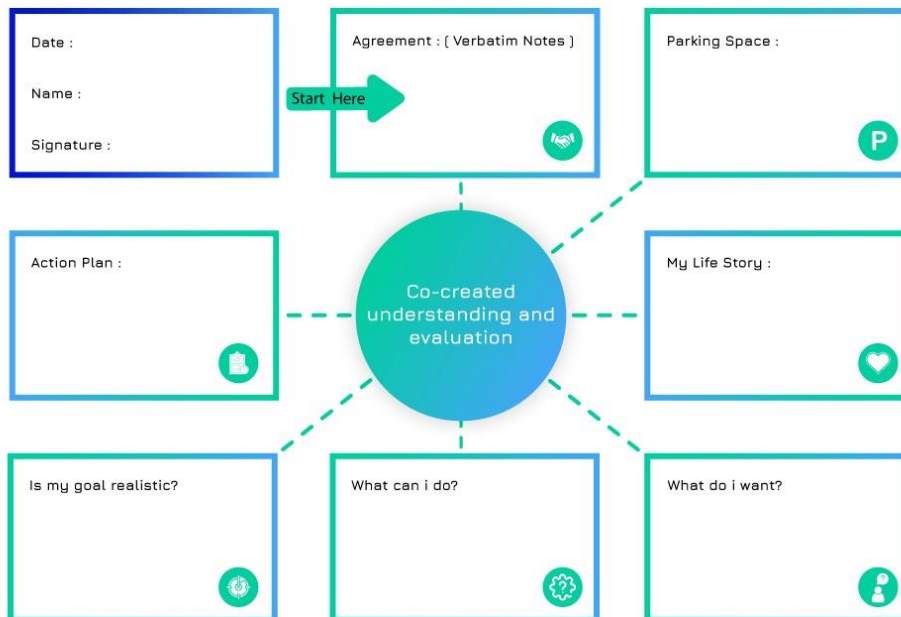 Date :
Name :
Signature :
Start Here
Agreement : ( Verbatim Notes )
Parking Space :
P
Action Plan :
Co-created
understanding and
evaluation
My Life Story :
Is my goal realistic?
What can i do?
?
What do i want?
?